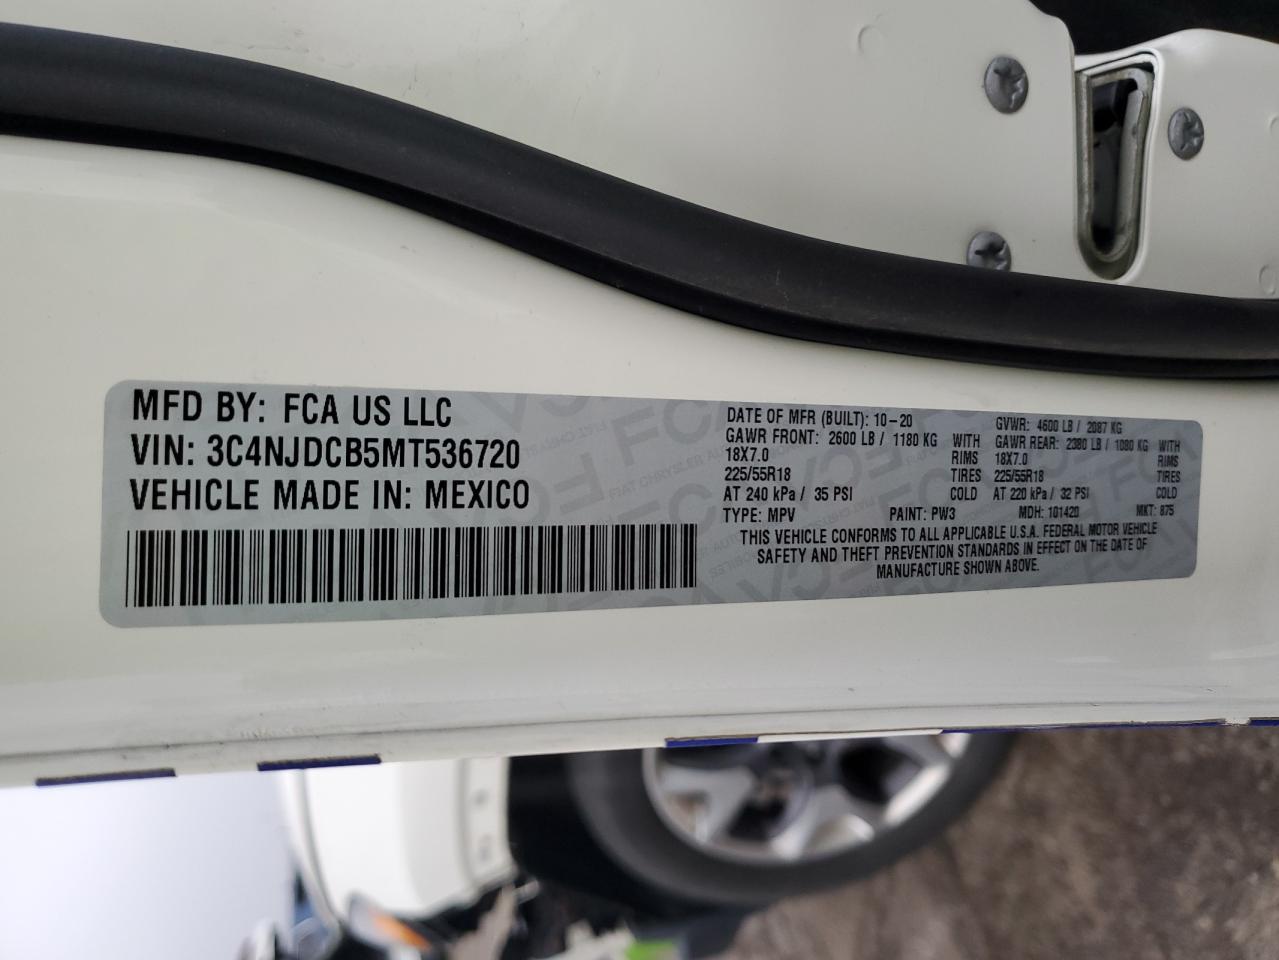 MFD BY: FCA US LLC
VIN: 3C4NJDCB5MT536720
VEHICLE MADE IN: MEXICO
DATE OF MFR (BUILT): 10-20
GAWR FRONT: 2600 LB / 1180 KG WITH
18X7.0 RIMS
225/55R18 TIRES
AT 240 kPa / 35 PSI COLD
TYPE: MPV PAINT: PW3
GVWR: 4600 LB / 2087 KG
GAWR REAR: 2380 LB / 1080 KG WITH
18X7.0 RIMS
225/55R18 TIRES
AT 220 kPa / 32 PSI COLD
MDH: 101420 MKT: 875
THIS VEHICLE CONFORMS TO ALL APPLICABLE U.S.A. FEDERAL MOTOR VEHICLE
SAFETY AND THEFT PREVENTION STANDARDS IN EFFECT ON THE DATE OF
MANUFACTURE SHOWN ABOVE.